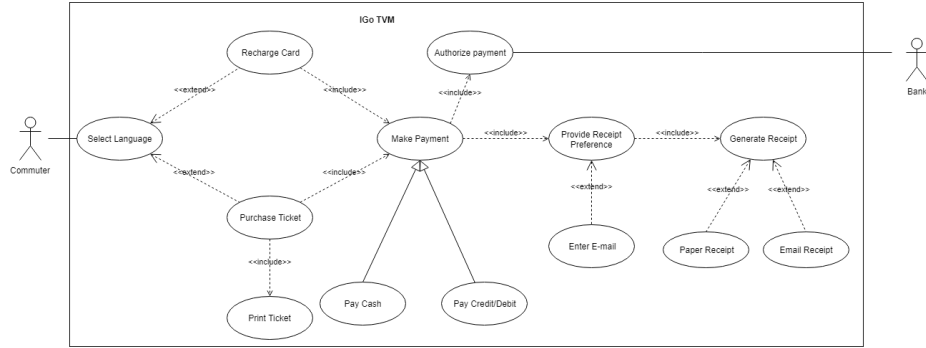 IGo TVM
Recharge Card
Authorize payment
Bank
<<extend>>
<<include>>
<<include>>
Commuter
Select Language
Make Payment
<<include>>
Provide Receipt
Preference
<<include>>
Generate Receipt
<<extend>>
<<include>>
<<extend>>
<<extend>>
<<extend>>
Purchase Ticket
Enter E-mail
Paper Receipt
Email Receipt
<<include>>
Print Ticket
Pay Cash
Pay Credit/Debit